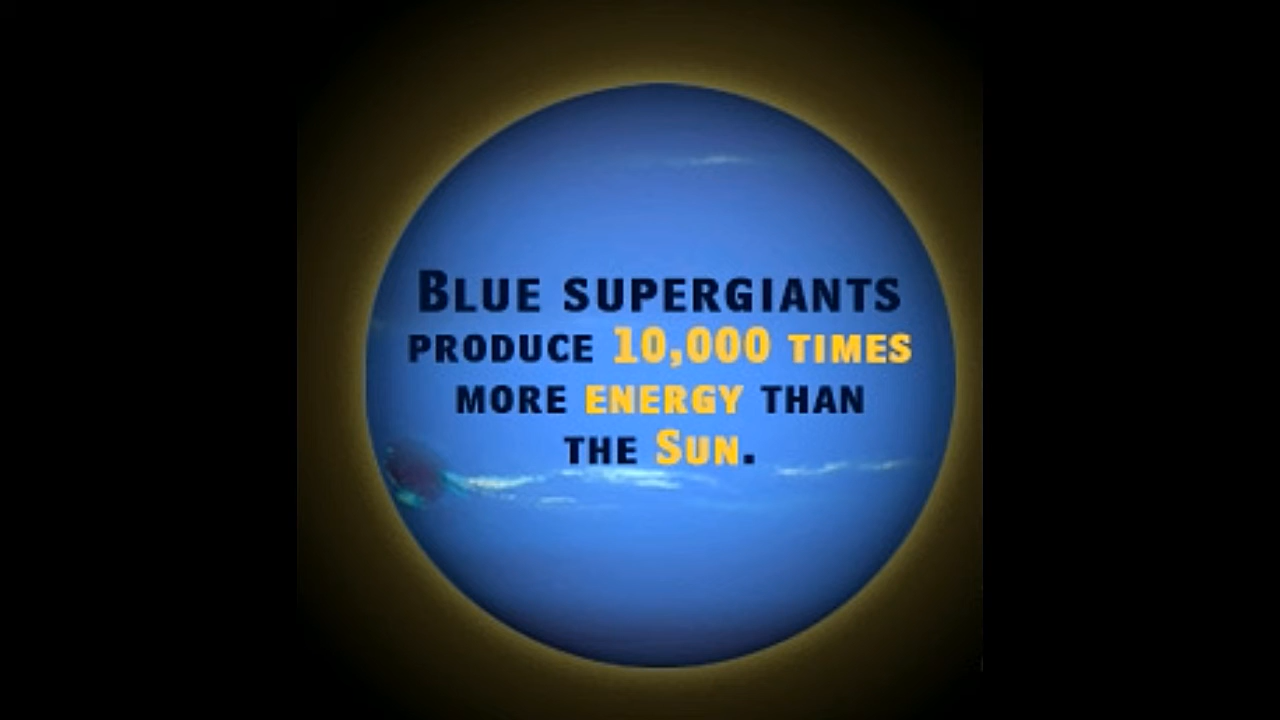 Blue supergiants
produce 10,000 times
more energy than
the Sun.